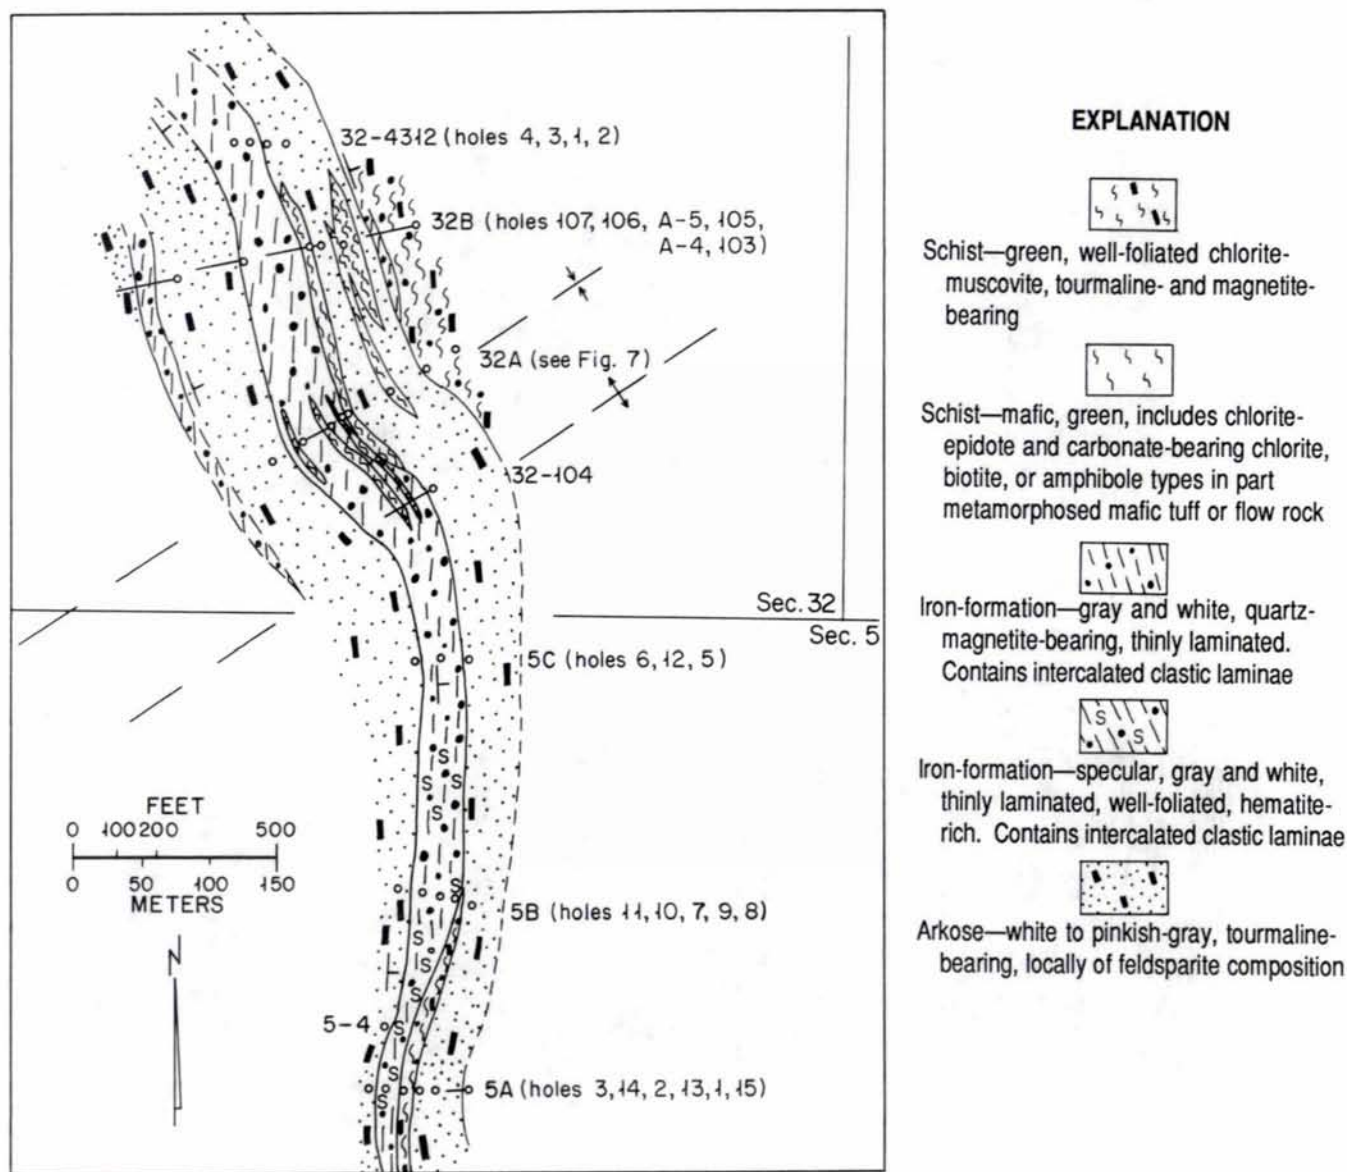 32-4312 (holes 4, 3, 1, 2)
32B (holes 107, 106, A-5, 105,
A-4, 103)
32A (see Fig. 7)
32-104
Sec. 32
Sec. 5
5C (holes 6, 12, 5)
5B (holes 11, 10, 7, 9, 8)
5-4
5A (holes 3, 14, 2, 13, 1, 15)
FEET
0 100 200 500
0 50 100 150
METERS
N
S S
S
S S
S
S
S
S
S
S
S
EXPLANATION
Schist—green, well-foliated chlorite-
muscovite, tourmaline- and magnetite-
bearing
Schist—mafic, green, includes chlorite-
epidote and carbonate-bearing chlorite,
biotite, or amphibole types in part
metamorphosed mafic tuff or flow rock
Iron-formation—gray and white, quartz-
magnetite-bearing, thinly laminated.
Contains intercalated clastic laminae
S S
Iron-formation—specular, gray and white,
thinly laminated, well-foliated, hematite-
rich. Contains intercalated clastic laminae
Arkose—white to pinkish-gray, tourmaline-
bearing, locally of feldsparite composition